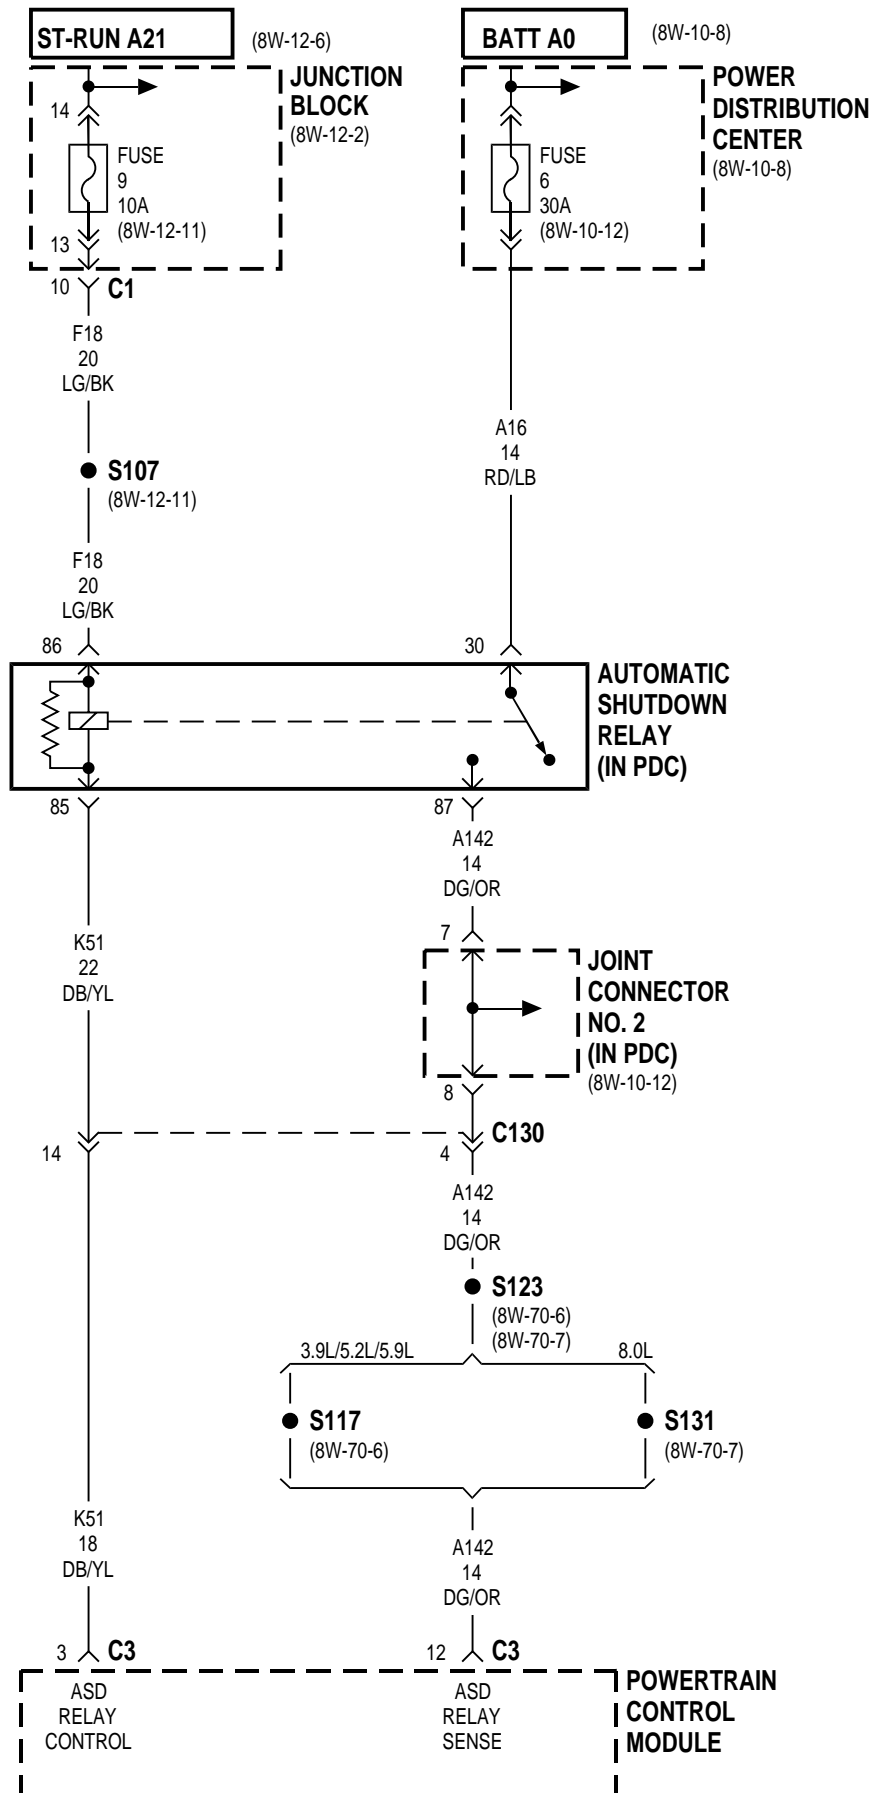 ST-RUN A21
(8W-12-6)
BATT A0
(8W-10-8)
JUNCTION
BLOCK
(8W-12-2)
14
FUSE
9
10A
(8W-12-11)
13
10
C1
POWER
DISTRIBUTION
CENTER
(8W-10-8)
FUSE
6
30A
(8W-10-12)
F18
20
LG/BK
A16
14
RD/LB
S107
(8W-12-11)
F18
20
LG/BK
86
30
AUTOMATIC
SHUTDOWN
RELAY
(IN PDC)
85
87
A142
14
DG/OR
K51
22
DB/YL
7
JOINT
CONNECTOR
NO. 2
(IN PDC)
(8W-10-12)
8
14
4
C130
A142
14
DG/OR
S123
(8W-70-6)
(8W-70-7)
3.9L/5.2L/5.9L
8.0L
S117
(8W-70-6)
S131
(8W-70-7)
K51
18
DB/YL
A142
14
DG/OR
3
C3
12
C3
ASD
RELAY
CONTROL
ASD
RELAY
SENSE
POWERTRAIN
CONTROL
MODULE